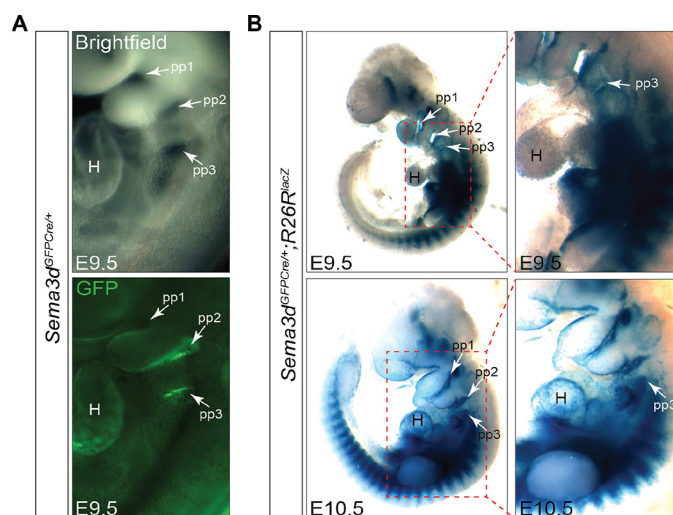 A
Sema3d^GFPCre/+
Brightfield
pp1
pp2
pp3
H
E9.5
GFP
pp1
pp2
pp3
H
E9.5
B
Sema3d^GFPCre/+;R26R^lacZ
pp1
pp2
pp3
H
E9.5
pp3
H
E9.5
pp1
pp2
pp3
H
E10.5
pp3
H
E10.5